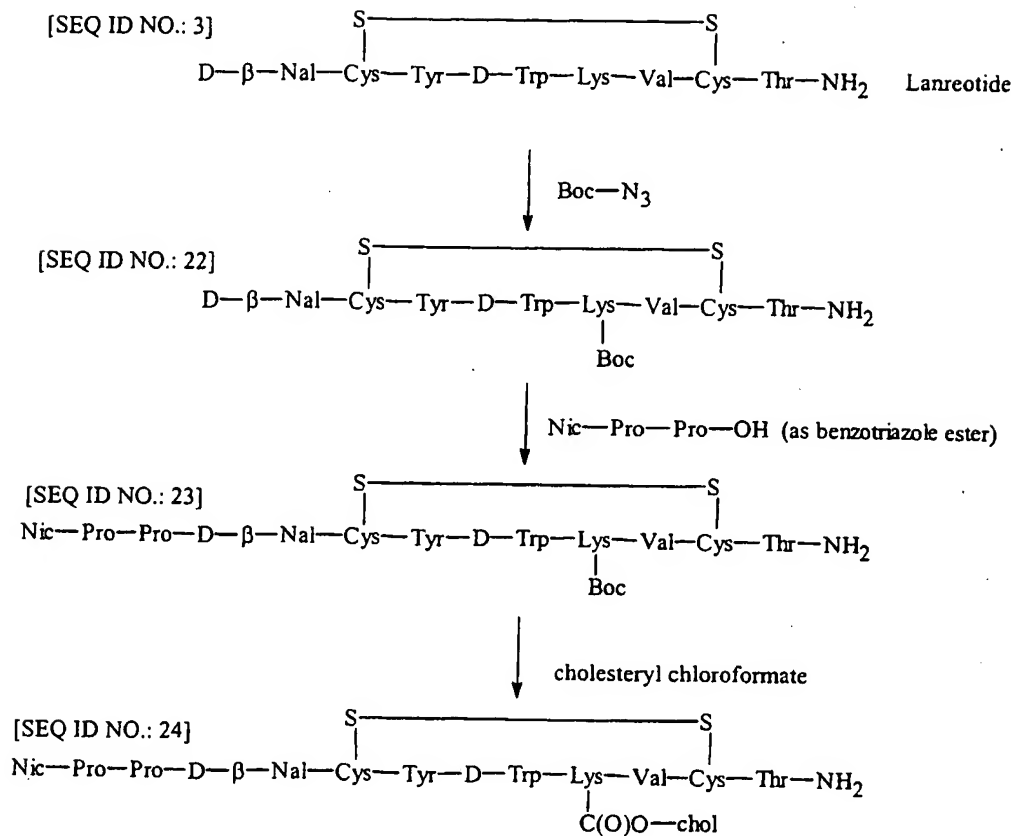 [SEQ ID NO.: 3]
S S
D—β—Nal—Cys—Tyr—D—Trp—Lys—Val—Cys—Thr—NH2 Lanreotide
Boc—N3
[SEQ ID NO.: 22]
S S
D—β—Nal—Cys—Tyr—D—Trp—Lys—Val—Cys—Thr—NH2
Boc
Nic—Pro—Pro—OH (as benzotriazole ester)
[SEQ ID NO.: 23]
S S
Nic—Pro—Pro—D—β—Nal—Cys—Tyr—D—Trp—Lys—Val—Cys—Thr—NH2
Boc
cholesteryl chloroformate
[SEQ ID NO.: 24]
S S
Nic—Pro—Pro—D—β—Nal—Cys—Tyr—D—Trp—Lys—Val—Cys—Thr—NH2
C(O)O—chol